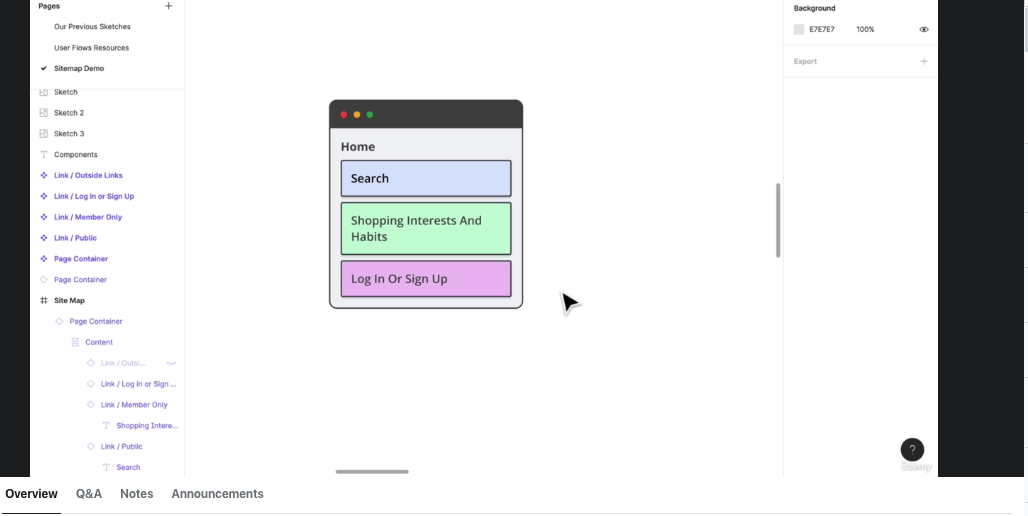 Pages
Our Previous Sketches
User Flows Resources
Sitemap Demo
Sketch
Sketch 2
Sketch 3
Components
Link / Outside Links
Link / Log in or Sign Up
Link / Member Only
Link / Public
Page Container
Page Container
Site Map
Page Container
Content
Link / Outsi...
Link / Log in or Sign ...
Link / Member Only
Shopping Intere...
Link / Public
Search
Home
Search
Shopping Interests And
Habits
Log In Or Sign Up
Background
E7E7E7 100%
Export
?
Udemy
Overview Q&A Notes Announcements